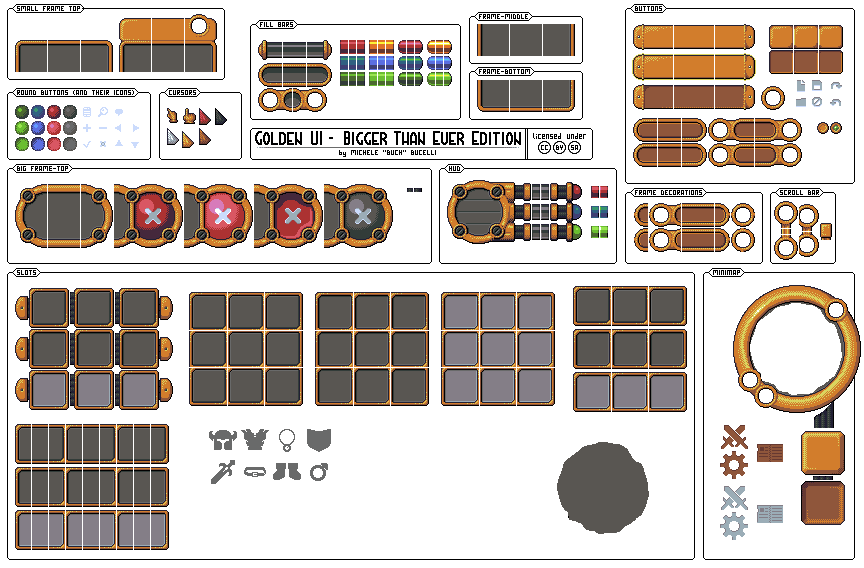 SMALL FRAME TOP
FILL BARS
FRAME-MIDDLE
BUTTONS
FRAME-BOTTOM
ROUND BUTTONS (AND THEIR ICONS)
CURSORS
GOLDEN UI - BIGGER THAN EVER EDITION
by MICHELE "BUCH" BUCELLI
licensed under
CC BY SA
BIG FRAME-TOP
HUD
FRAME DECORATIONS
SCROLL BAR
SLOTS
MINIMAP